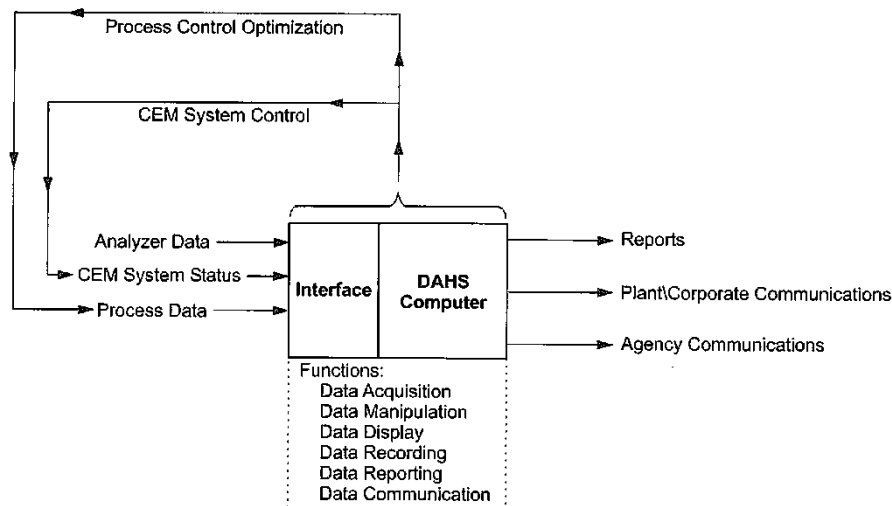 Process Control Optimization
CEM System Control
Analyzer Data
Reports
CEM System Status
Interface
DAHS
Computer
Plant\Corporate Communications
Process Data
Agency Communications
Functions:
Data Acquisition
Data Manipulation
Data Display
Data Recording
Data Reporting
Data Communication